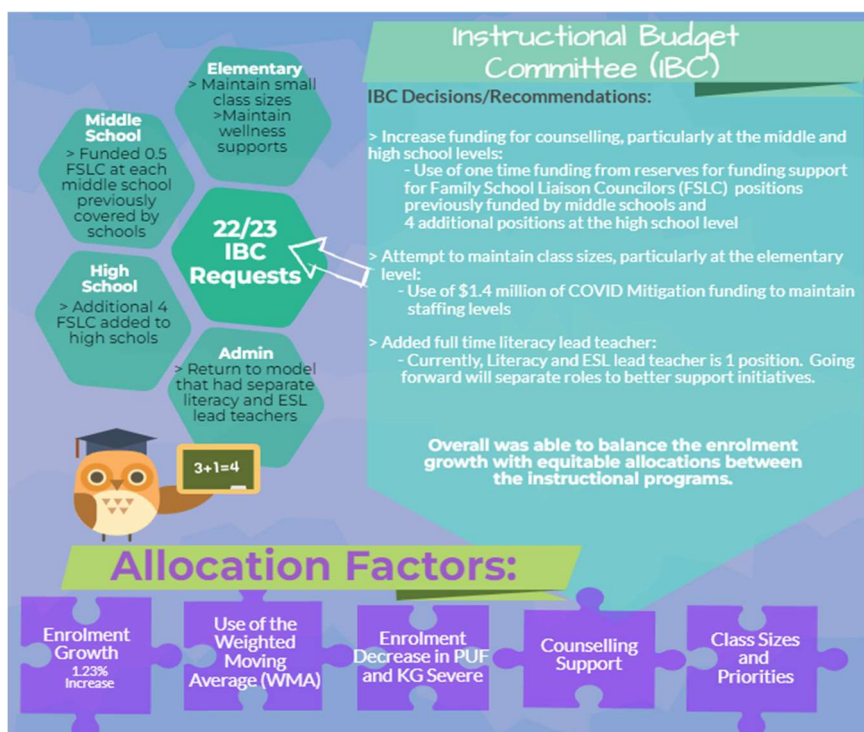 Instructional Budget
Committee (IBC)
IBC Decisions/Recommendations:
> Increase funding for counselling, particularly at the middle and
high school levels:
- Use of one time funding from reserves for funding support
for Family School Liaison Councilors (FSLC) positions
previously funded by middle schools and
4 additional positions at the high school level
> Attempt to maintain class sizes, particularly at the elementary
level:
- Use of $1.4 million of COVID Mitigation funding to maintain
staffing levels
> Added full time literacy lead teacher:
- Currently, Literacy and ESL lead teacher is 1 position. Going
forward will separate roles to better support initiatives.
Overall was able to balance the enrolment
growth with equitable allocations between
the instructional programs.
Elementary
> Maintain small
class sizes
>Maintain
wellness
supports
Middle
School
> Funded 0.5
FSLC at each
middle school
previously
covered by
schools
22/23
IBC
Requests
High
School
> Additional 4
FSLC added to
high schols
Admin
> Return to model
that had separate
literacy and ESL
lead teachers
3+1=4
Allocation Factors:
Enrolment
Growth
1.23%
Increase
Use of the
Weighted
Moving
Average (WMA)
Enrolment
Decrease in PUF
and KG Severe
Counselling
Support
Class Sizes
and
Priorities